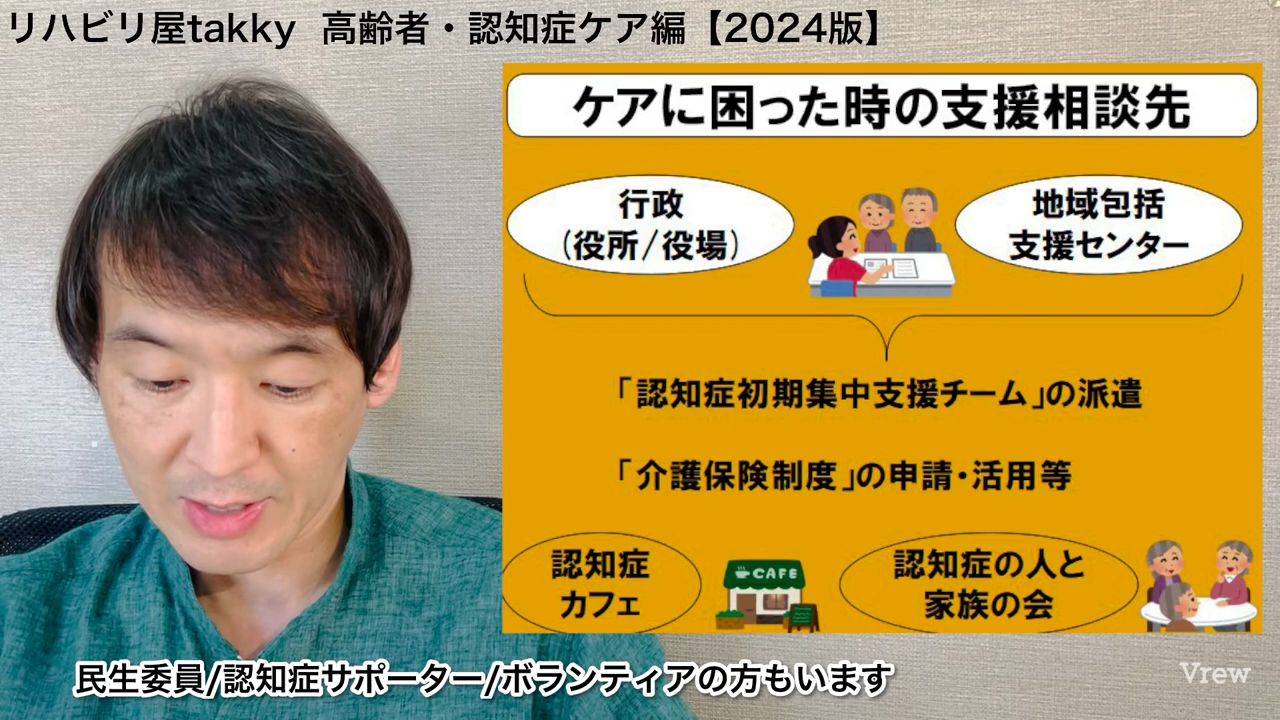 リハビリ屋takky 高齢者・認知症ケア編【2024版】
ケアに困った時の支援相談先
行政
(役所/役場)
地域包括
支援センター
「認知症初期集中支援チーム」の派遣
「介護保険制度」の申請・活用等
認知症
カフェ
CAFE
認知症の人と
家族の会
民生委員/認知症サポーター/ボランティアの方もいます
Vrew